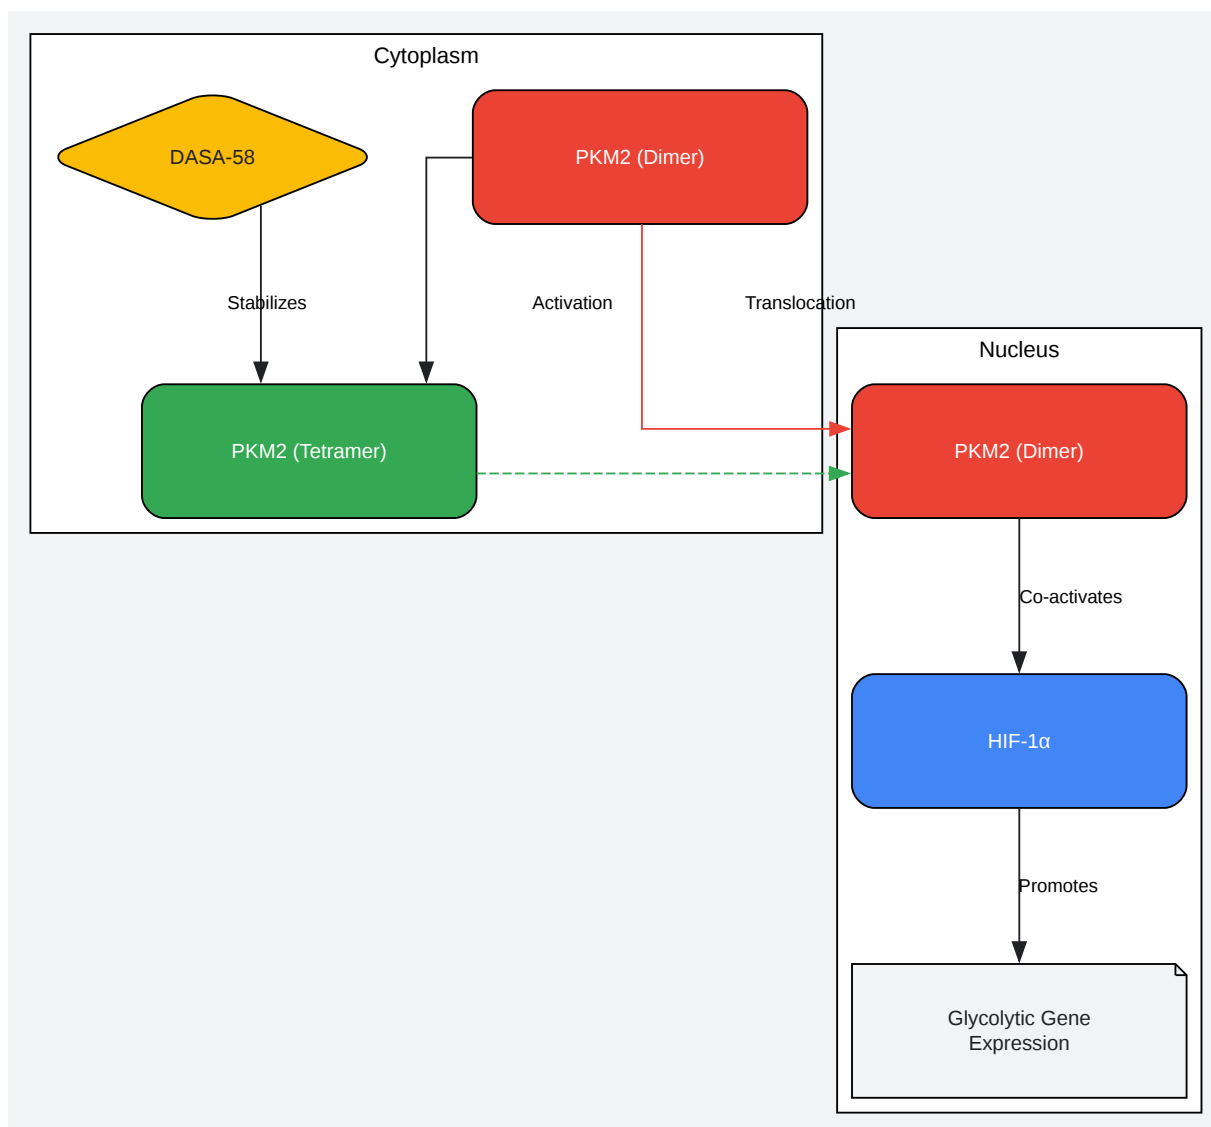 Cytoplasm
DASA-58
PKM2 (Dimer)
Stabilizes
Activation
Translocation
PKM2 (Tetramer)
Nucleus
PKM2 (Dimer)
Co-activates
HIF-1α
Promotes
Glycolytic Gene
Expression